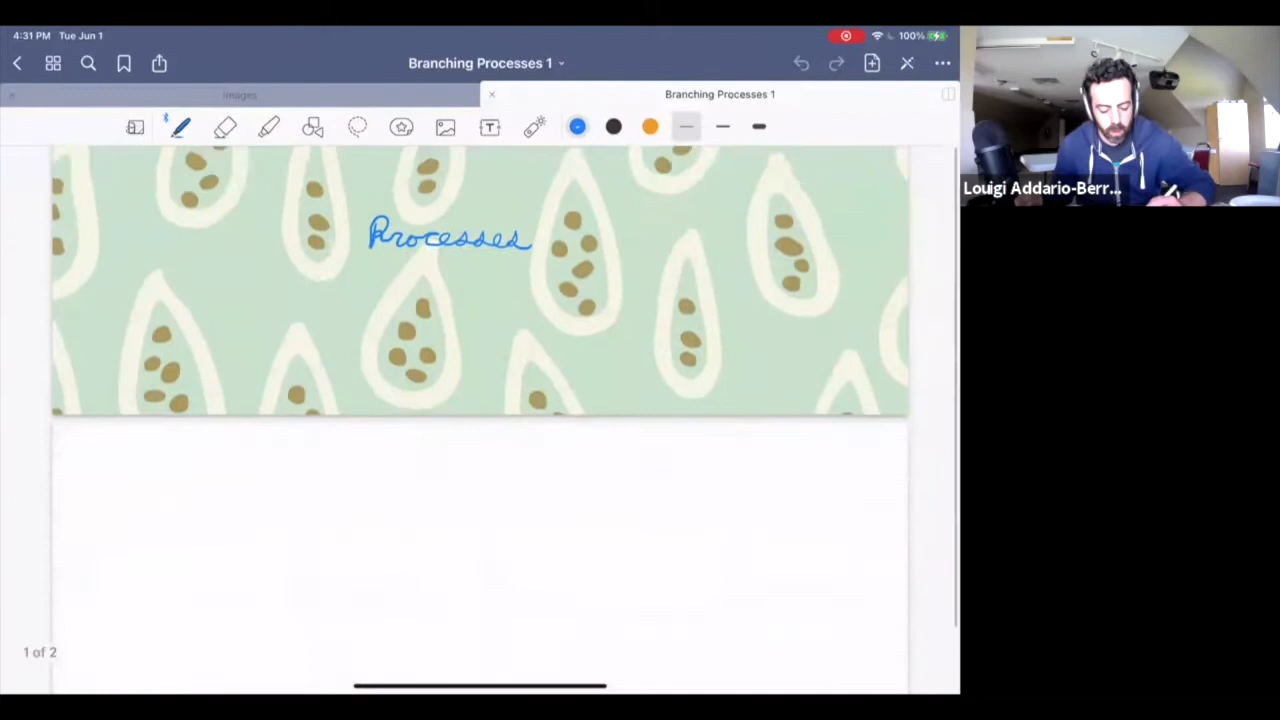 4:31 PM Tue Jun 1
100%
Branching Processes 1
Images
Branching Processes 1
Louigi Addario-Berr...
Processes
1 of 2